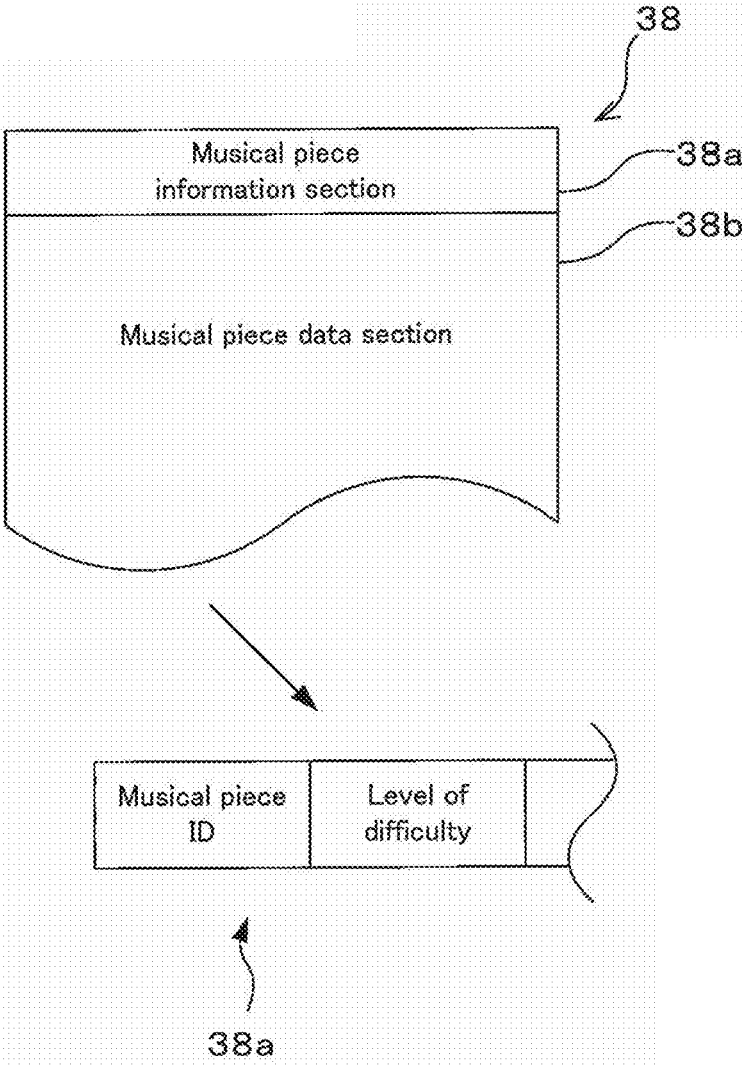 38
Musical piece
information section
38a
38b
Musical piece data section
Musical piece
ID
Level of
difficulty
38a